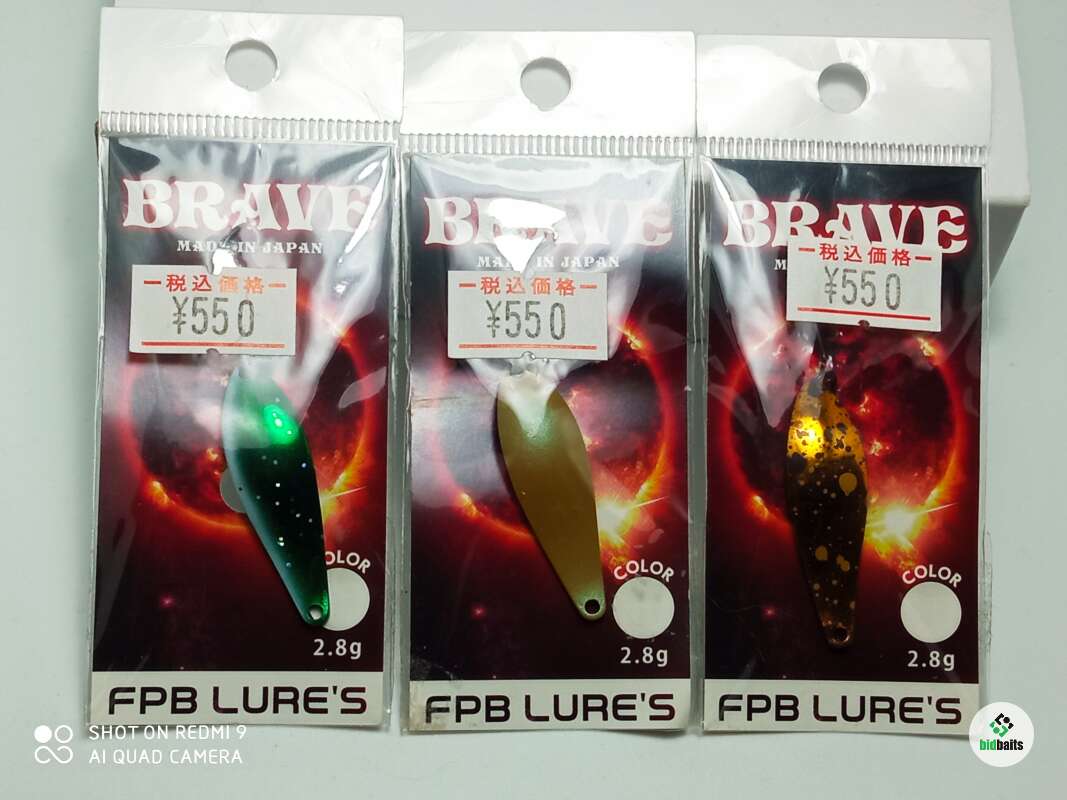 BRAVE
MADE IN JAPAN
税込価格
¥550
COLOR
2.8g
FPB LURE'S
BRAVE
MADE IN JAPAN
税込価格
¥550
COLOR
2.8g
FPB LURE'S
BRAVE
M
税込価格
¥550
COLOR
2.8g
FPB LURE'S
SHOT ON REDMI 9
AI QUAD CAMERA
bidbaits